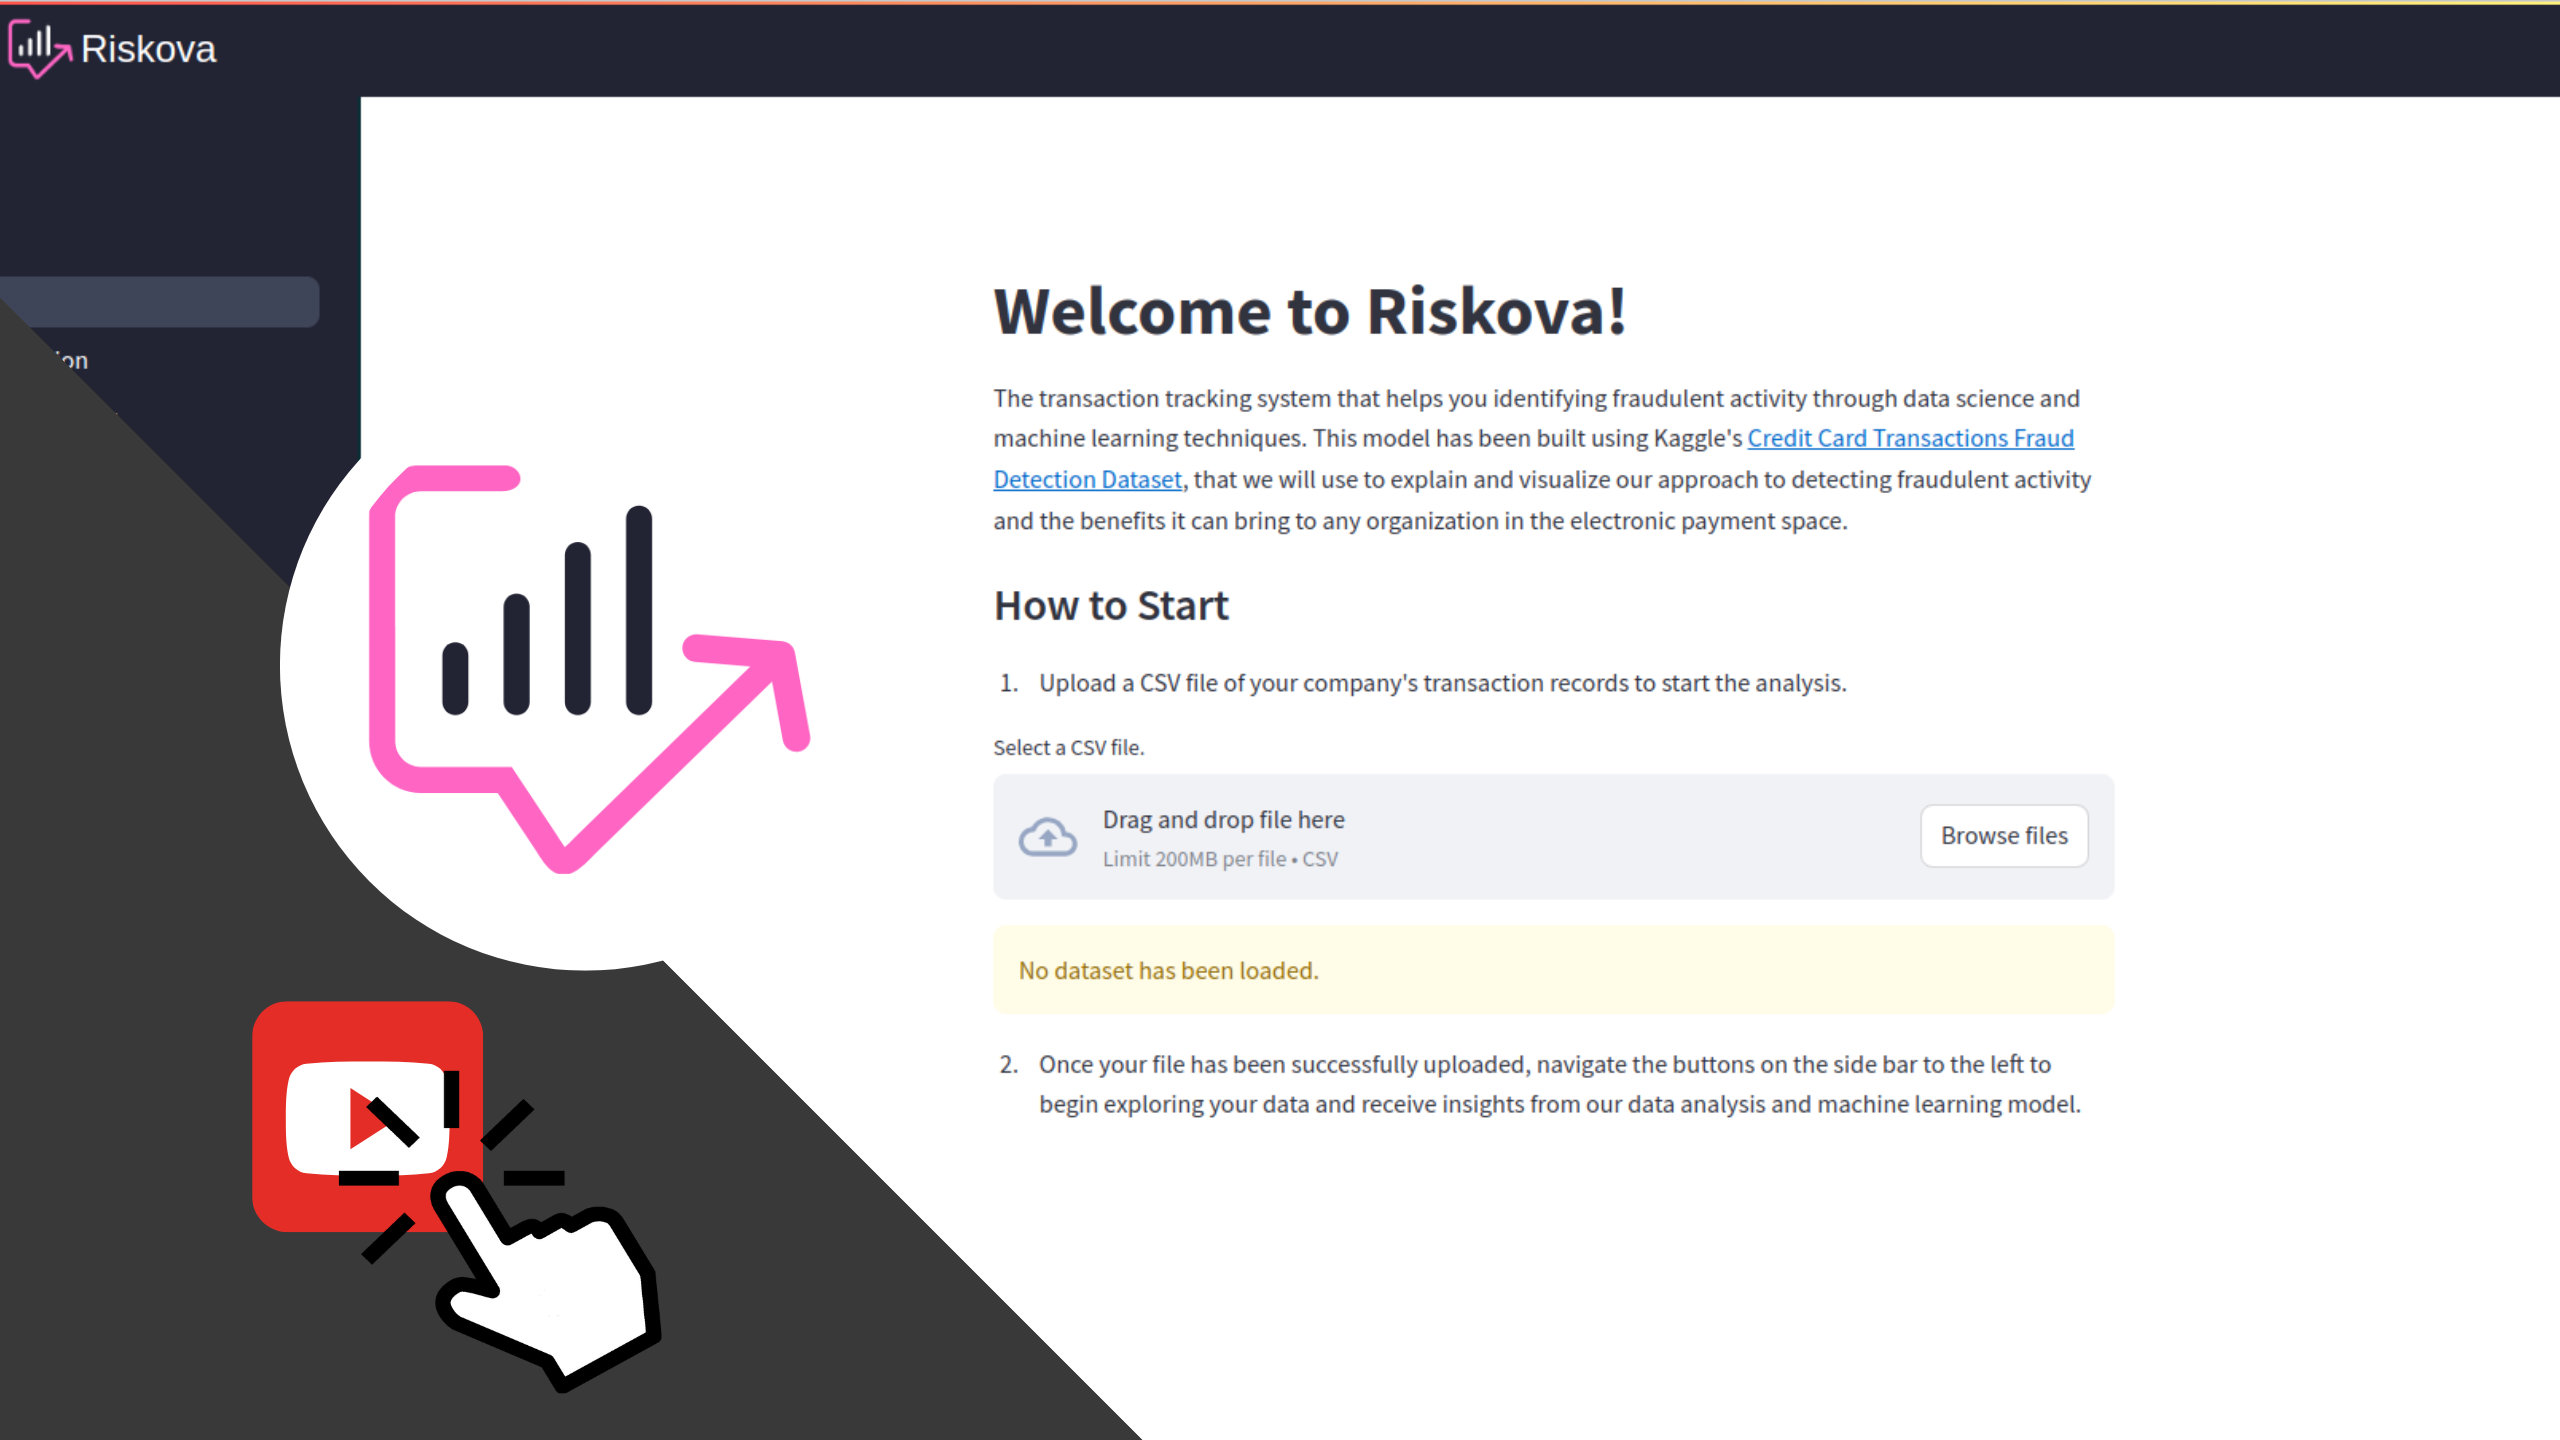 Riskova
Welcome to Riskova!
The transaction tracking system that helps you identifying fraudulent activity through data science and
machine learning techniques. This model has been built using Kaggle's Credit Card Transactions Fraud
Detection Dataset, that we will use to explain and visualize our approach to detecting fraudulent activity
and the benefits it can bring to any organization in the electronic payment space.
How to Start
1. Upload a CSV file of your company's transaction records to start the analysis.
Select a CSV file.
Drag and drop file here
Limit 200MB per file • CSV
Browse files
No dataset has been loaded.
2. Once your file has been successfully uploaded, navigate the buttons on the side bar to the left to
begin exploring your data and receive insights from our data analysis and machine learning model.